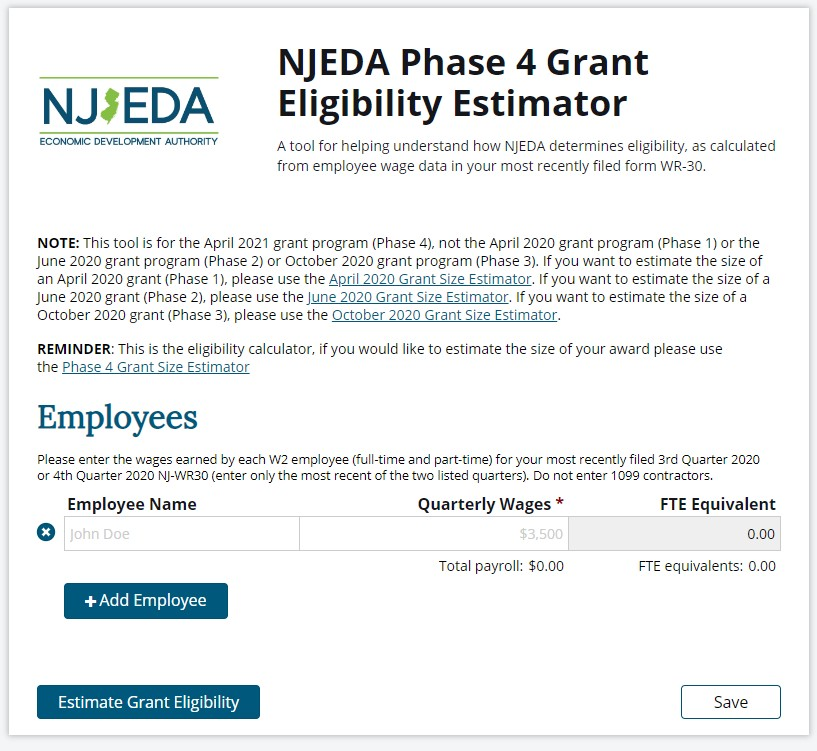 NJEDA
ECONOMIC DEVELOPMENT AUTHORITY
NJEDA Phase 4 Grant
Eligibility Estimator
A tool for helping understand how NJEDA determines eligibility, as calculated
from employee wage data in your most recently filed form WR-30.
NOTE: This tool is for the April 2021 grant program (Phase 4), not the April 2020 grant program (Phase 1) or the
June 2020 grant program (Phase 2) or October 2020 grant program (Phase 3). If you want to estimate the size of
an April 2020 grant (Phase 1), please use the April 2020 Grant Size Estimator. If you want to estimate the size of a
June 2020 grant (Phase 2), please use the June 2020 Grant Size Estimator. If you want to estimate the size of a
October 2020 grant (Phase 3), please use the October 2020 Grant Size Estimator.
REMINDER: This is the eligibility calculator, if you would like to estimate the size of your award please use
the Phase 4 Grant Size Estimator
Employees
Please enter the wages earned by each W2 employee (full-time and part-time) for your most recently filed 3rd Quarter 2020
or 4th Quarter 2020 NJ-WR30 (enter only the most recent of the two listed quarters). Do not enter 1099 contractors.
Employee Name Quarterly Wages * FTE Equivalent
John Doe $3,500 0.00
Total payroll: $0.00 FTE equivalents: 0.00
+Add Employee
Estimate Grant Eligibility Save